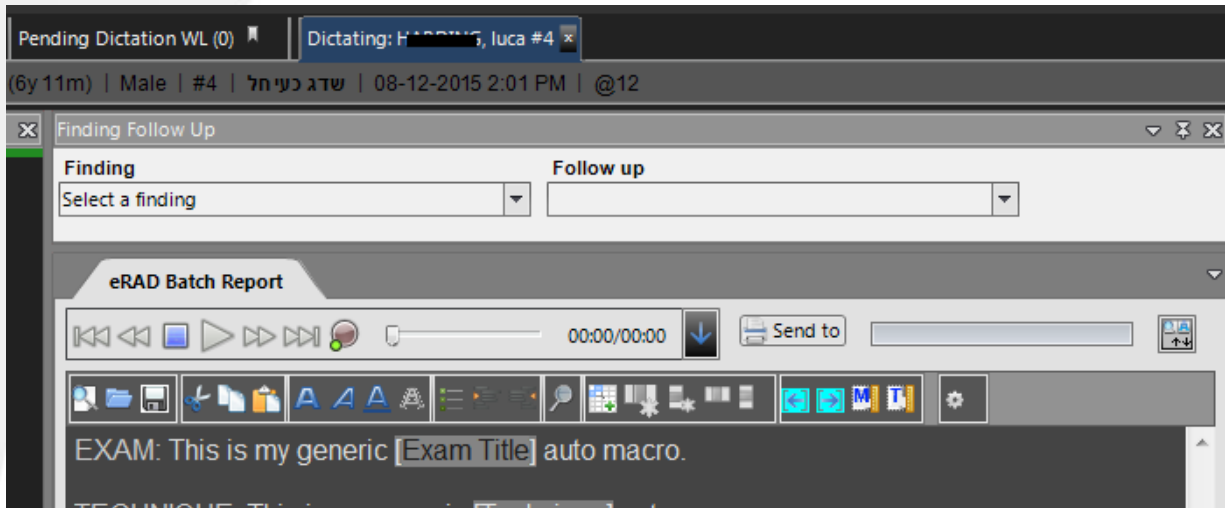 Pending Dictation WL (0) Dictating: luca #4
(6y 11m) | Male | #4 | שדג כעי חל | 08-12-2015 2:01 PM | @12
Finding Follow Up
Finding Follow up
Select a finding
eRAD Batch Report
00:00/00:00 Send to
EXAM: This is my generic [Exam Title] auto macro.